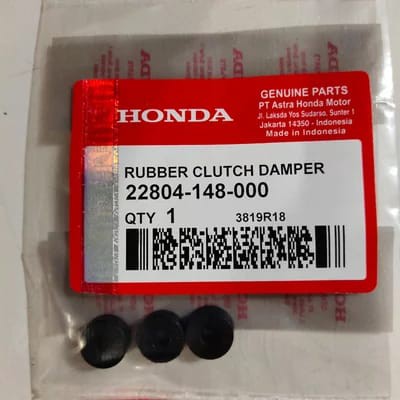 HONDA
GENUINE PARTS
PT Astra Honda Motor
Jl. Laksda Yos Sudarso, Sunter 1
Jakarta 14350 - Indonesia
Made in Indonesia
RUBBER CLUTCH DAMPER
22804-148-000
QTY 1 3819R18
HONDA